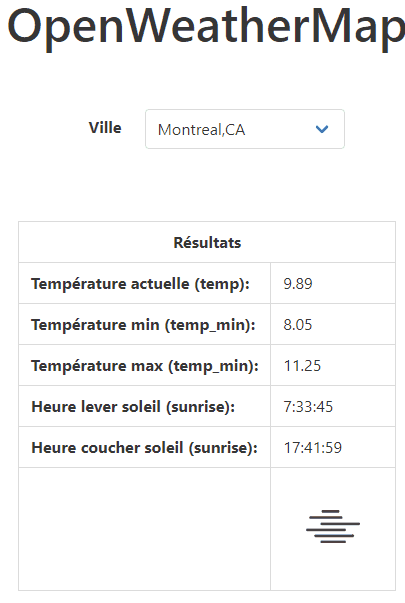 OpenWeatherMap
Ville
Montreal,CA
Résultats
Température actuelle (temp): 9.89
Température min (temp_min): 8.05
Température max (temp_min): 11.25
Heure lever soleil (sunrise): 7:33:45
Heure coucher soleil (sunrise): 17:41:59